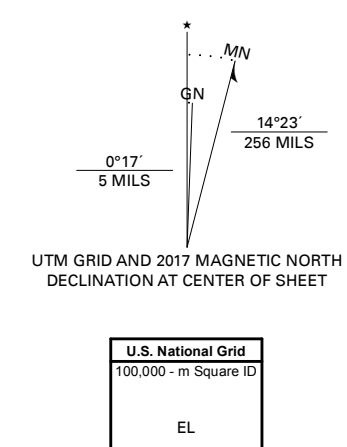 ★
MN
GN
14°23´
256 MILS
0°17´
5 MILS
UTM GRID AND 2017 MAGNETIC NORTH
DECLINATION AT CENTER OF SHEET
U.S. National Grid
100,000 - m Square ID
EL